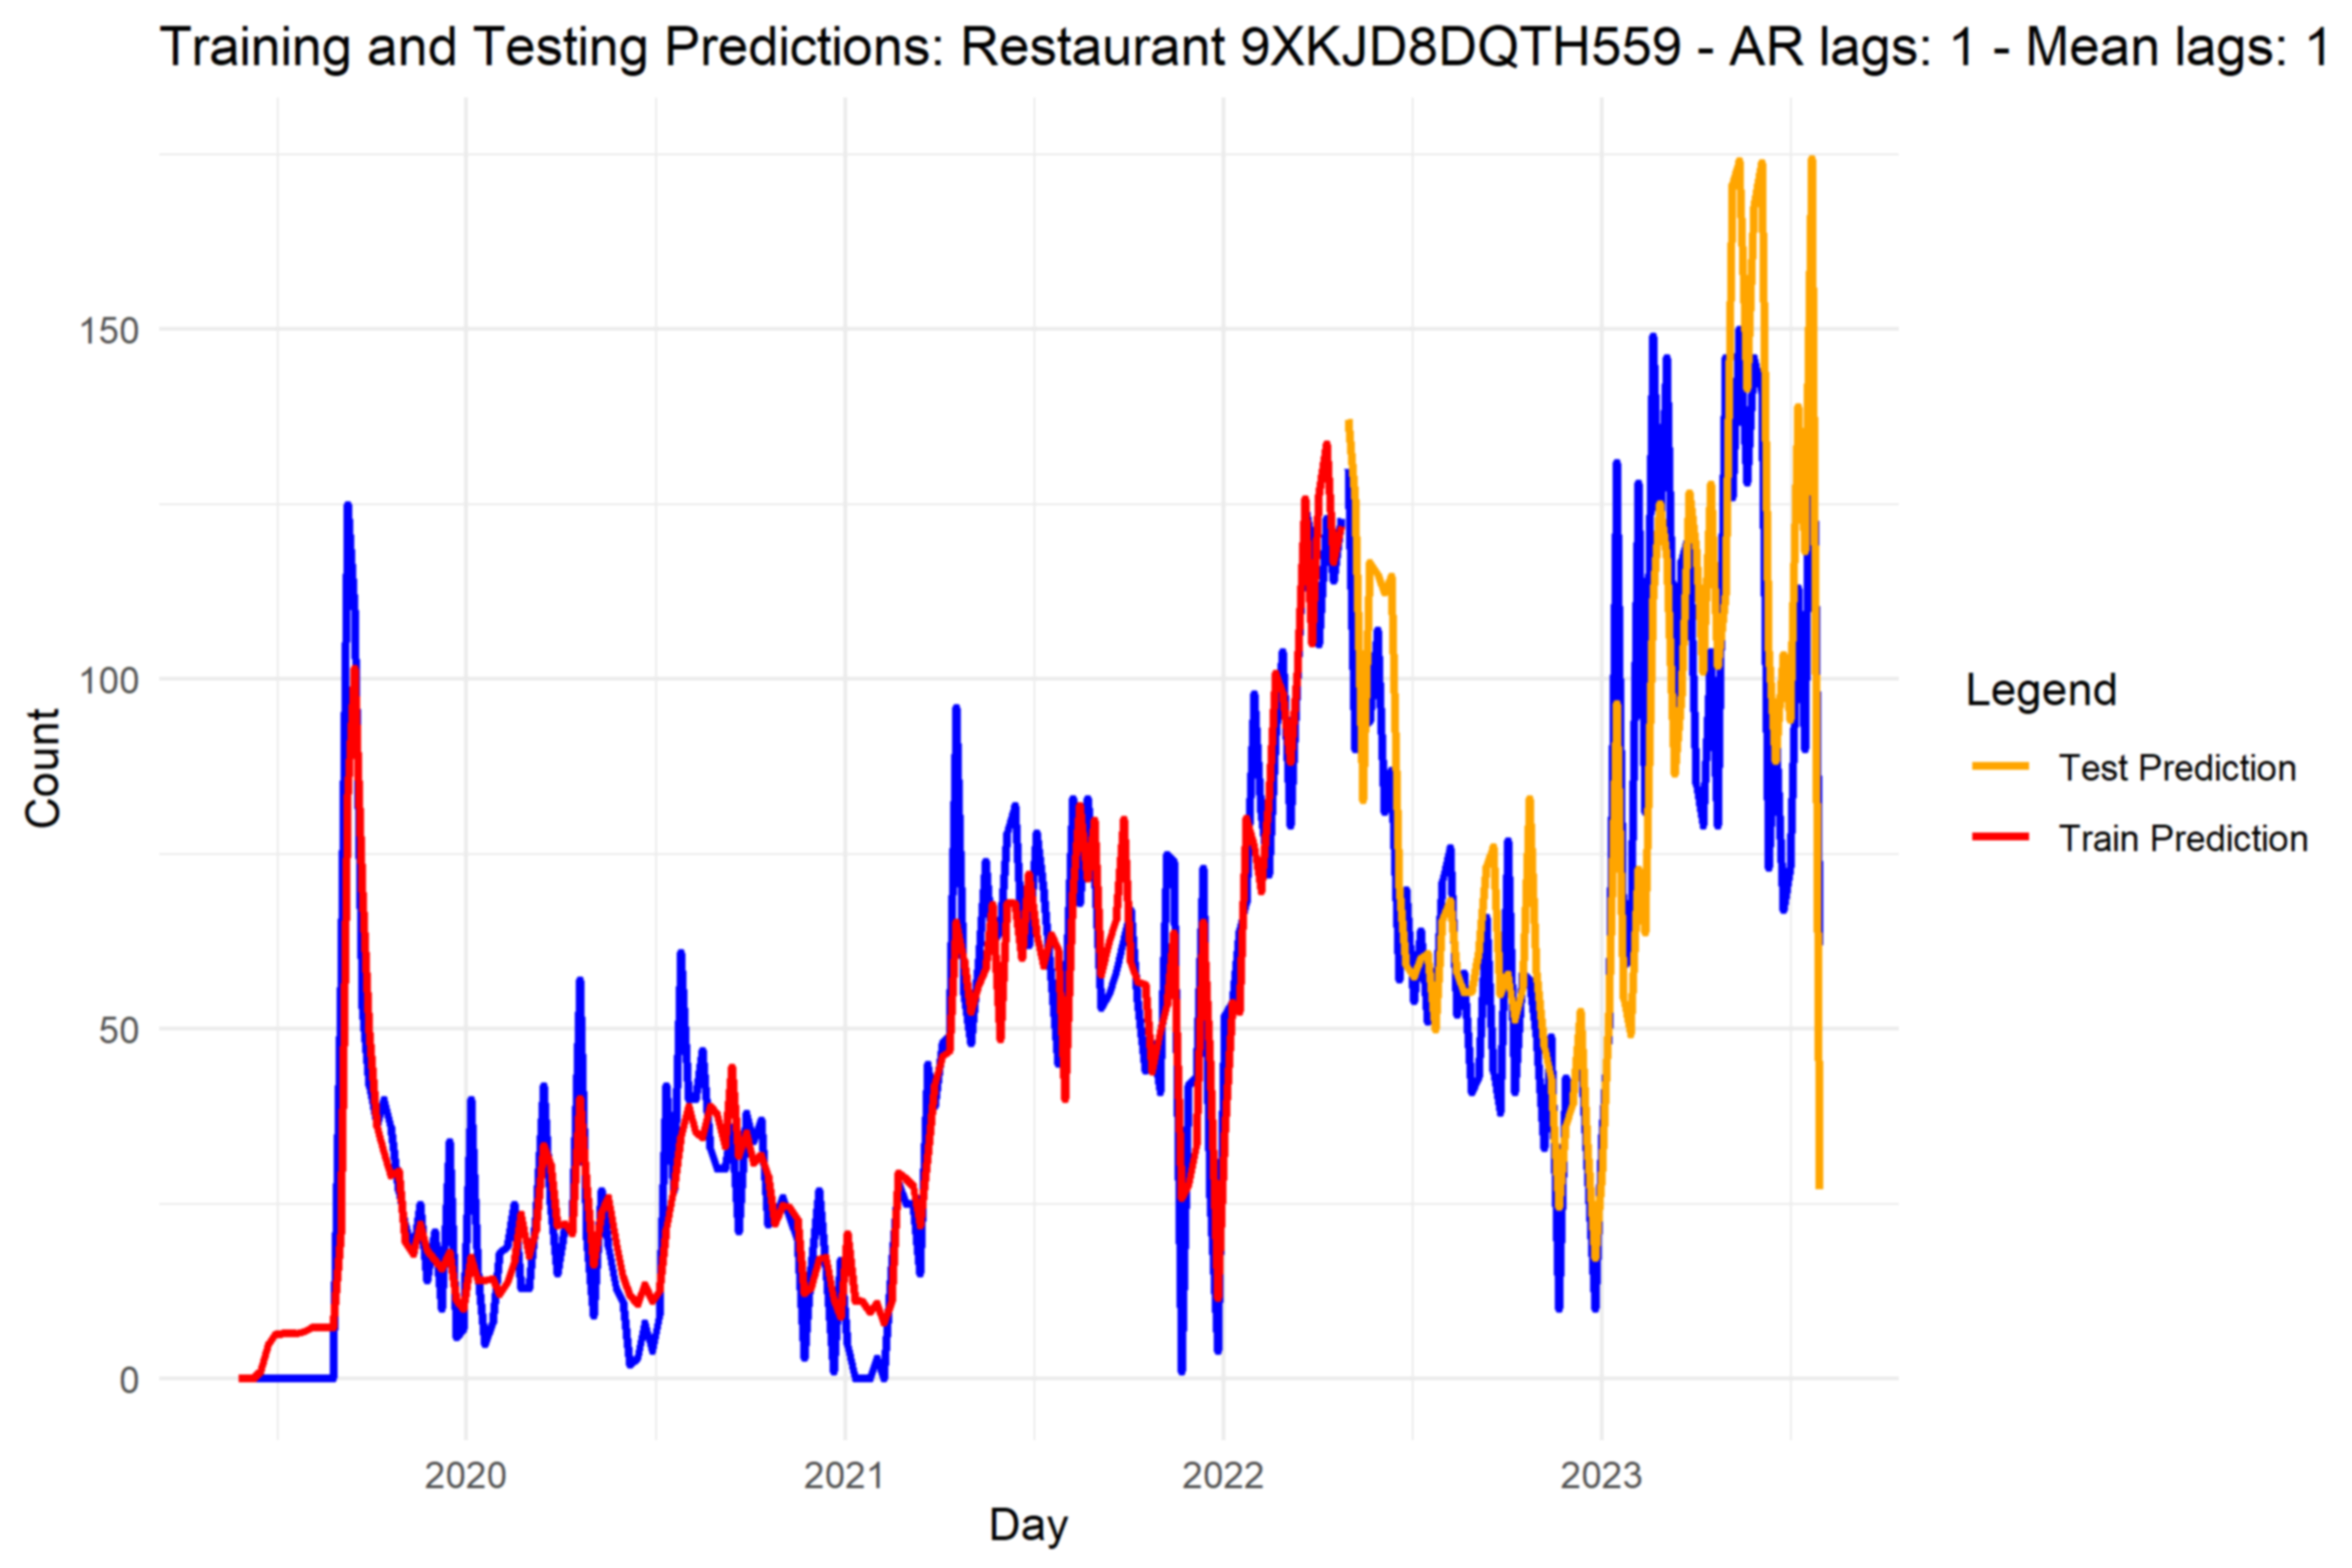 Training and Testing Predictions: Restaurant 9XKJD8DQTH559 - AR lags: 1 - Mean lags: 1
150
100
50
0
Count
2020
2021
2022
2023
Day
Legend
Test Prediction
Train Prediction